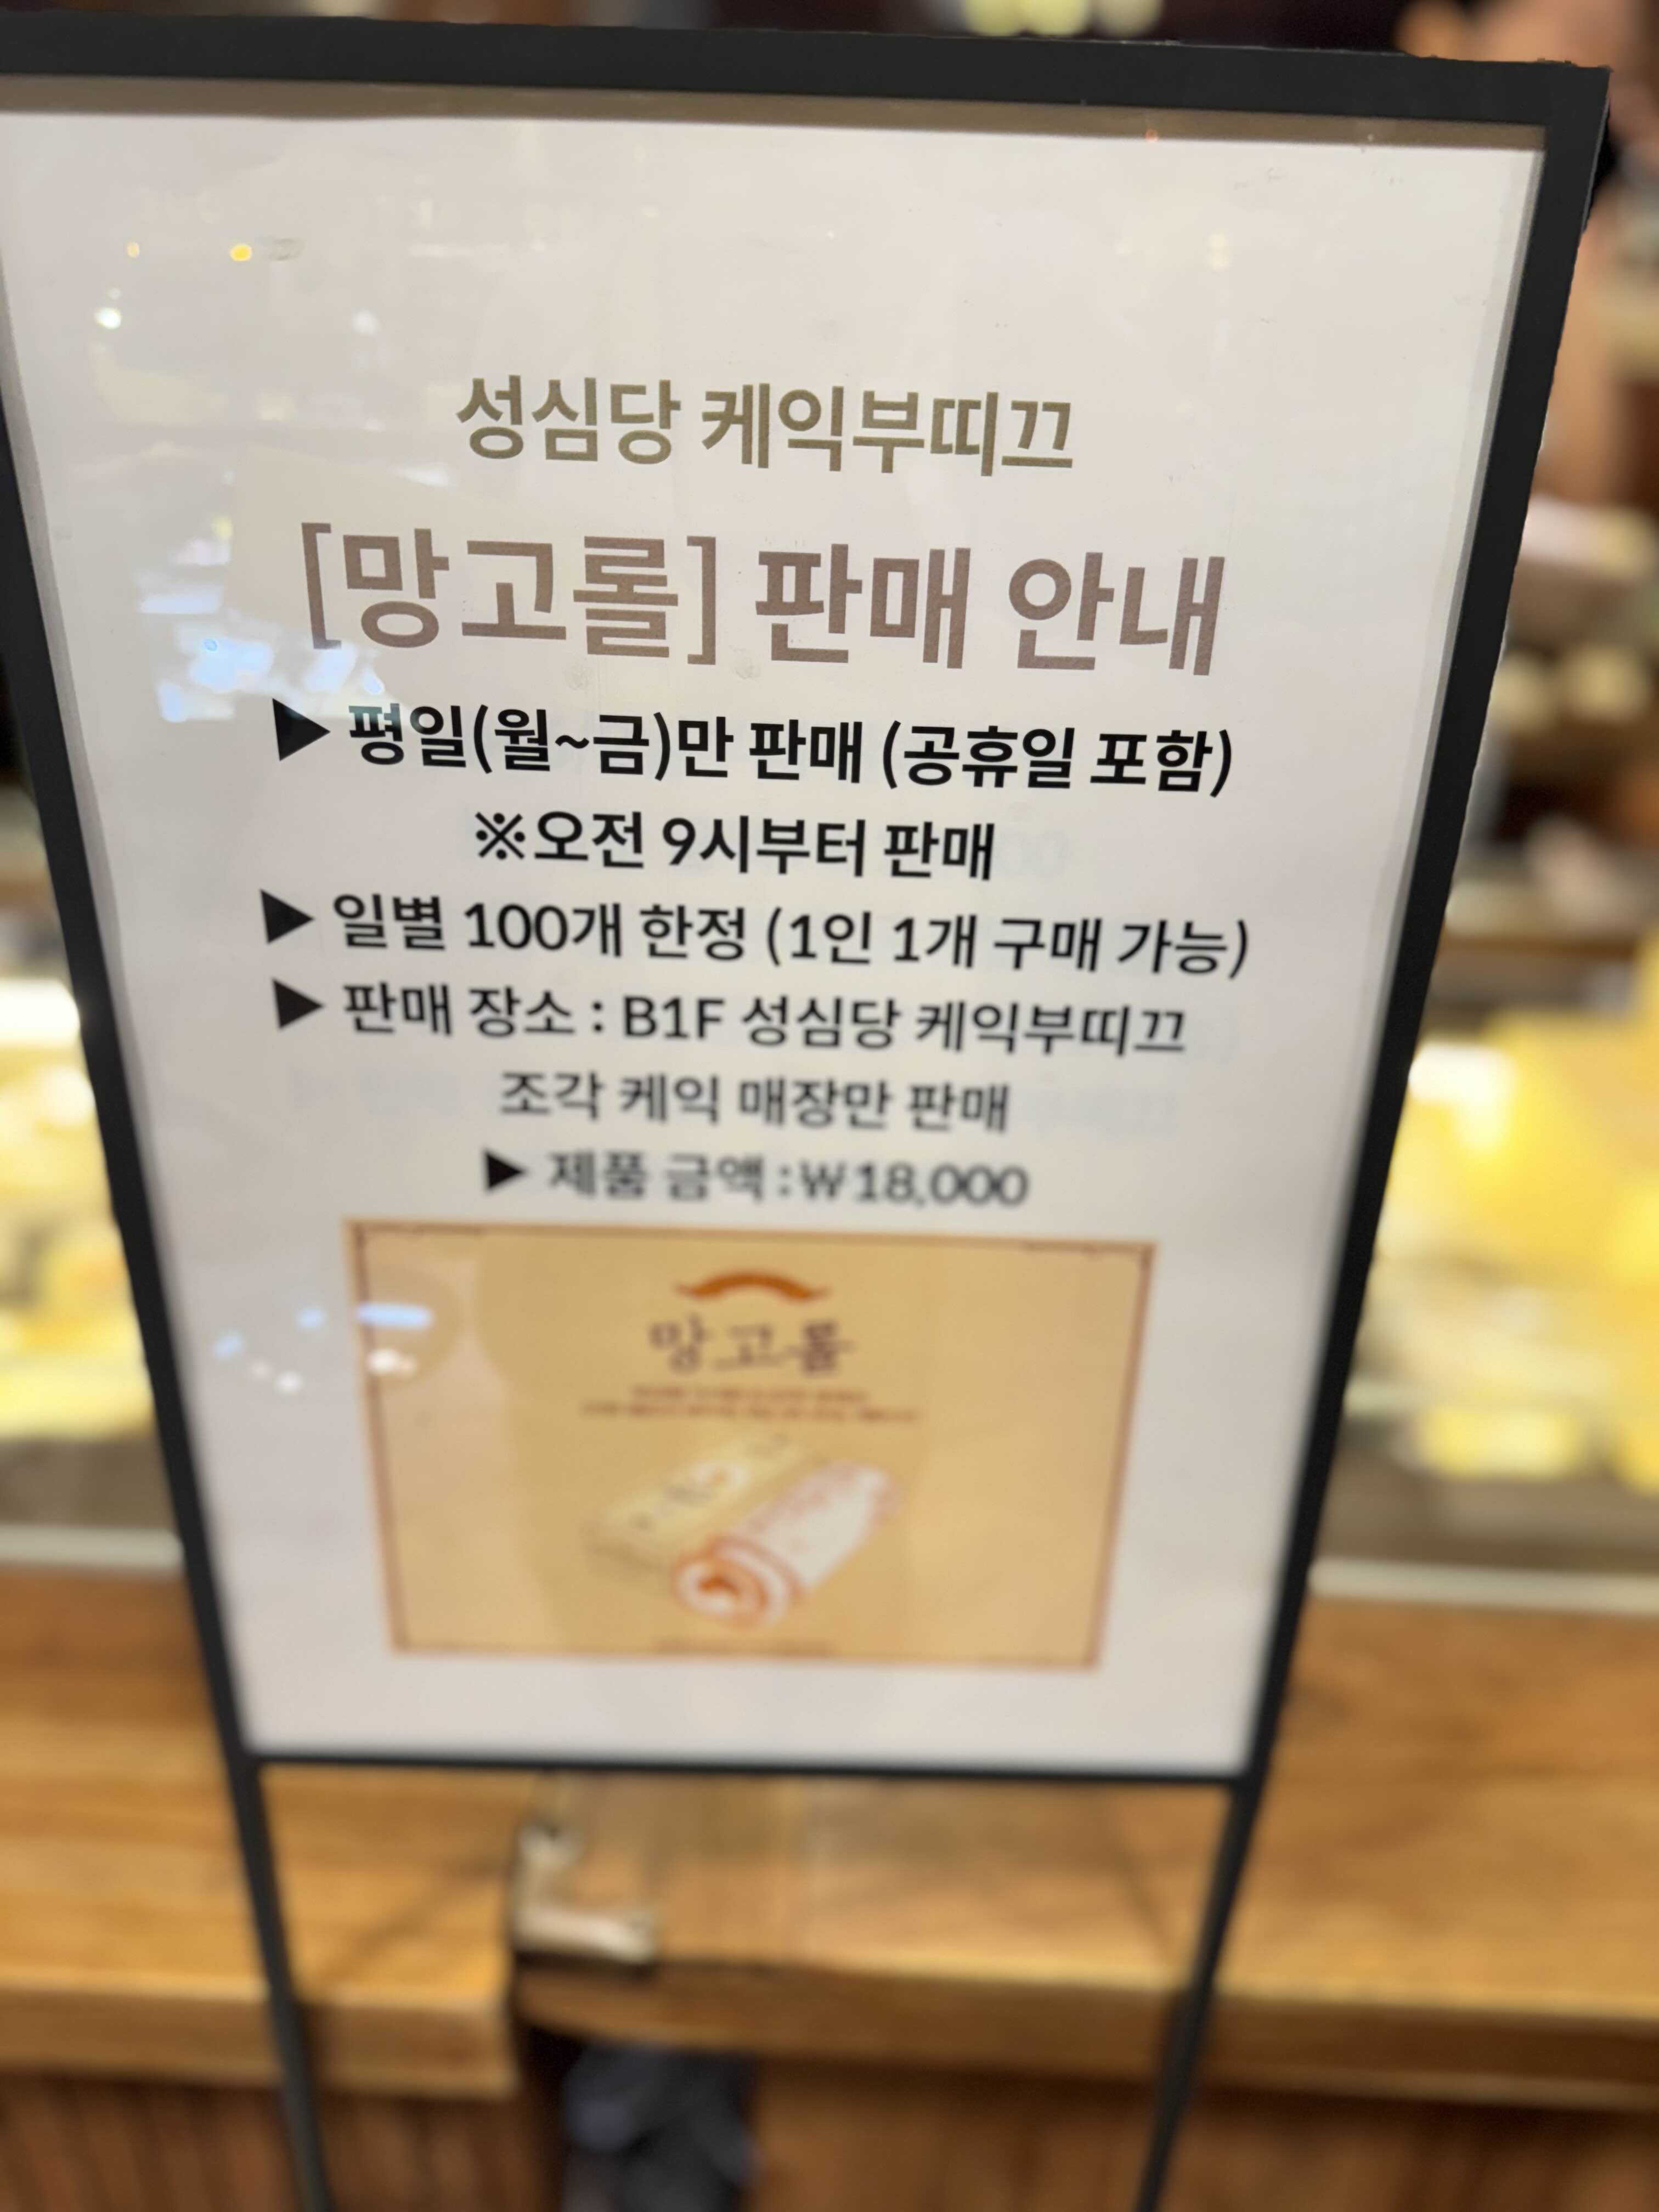 성심당 케익부띠끄
[망고롤] 판매 안내
▶ 평일(월~금)만 판매 (공휴일 포함)
※오전 9시부터 판매
▶ 일별 100개 한정 (1인 1개 구매 가능)
▶ 판매 장소 : B1F 성심당 케익부띠끄
조각 케익 매장만 판매
▶ 제품 금액 : ₩18,000
망고롤